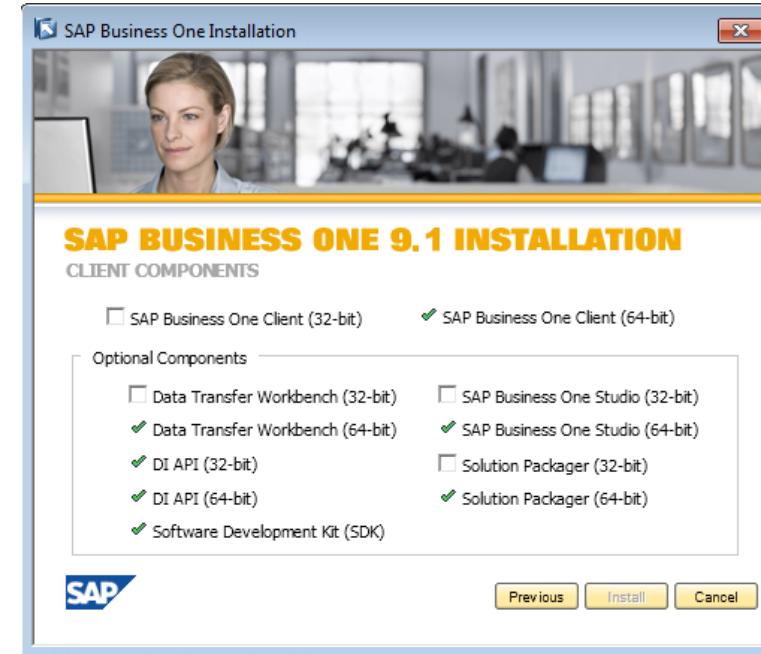 SAP Business One Installation
SAP BUSINESS ONE 9.1 INSTALLATION
CLIENT COMPONENTS
SAP Business One Client (32-bit) SAP Business One Client (64-bit)
Optional Components
Data Transfer Workbench (32-bit) SAP Business One Studio (32-bit)
Data Transfer Workbench (64-bit) SAP Business One Studio (64-bit)
DI API (32-bit) Solution Packager (32-bit)
DI API (64-bit) Solution Packager (64-bit)
Software Development Kit (SDK)
SAP Previous Install Cancel